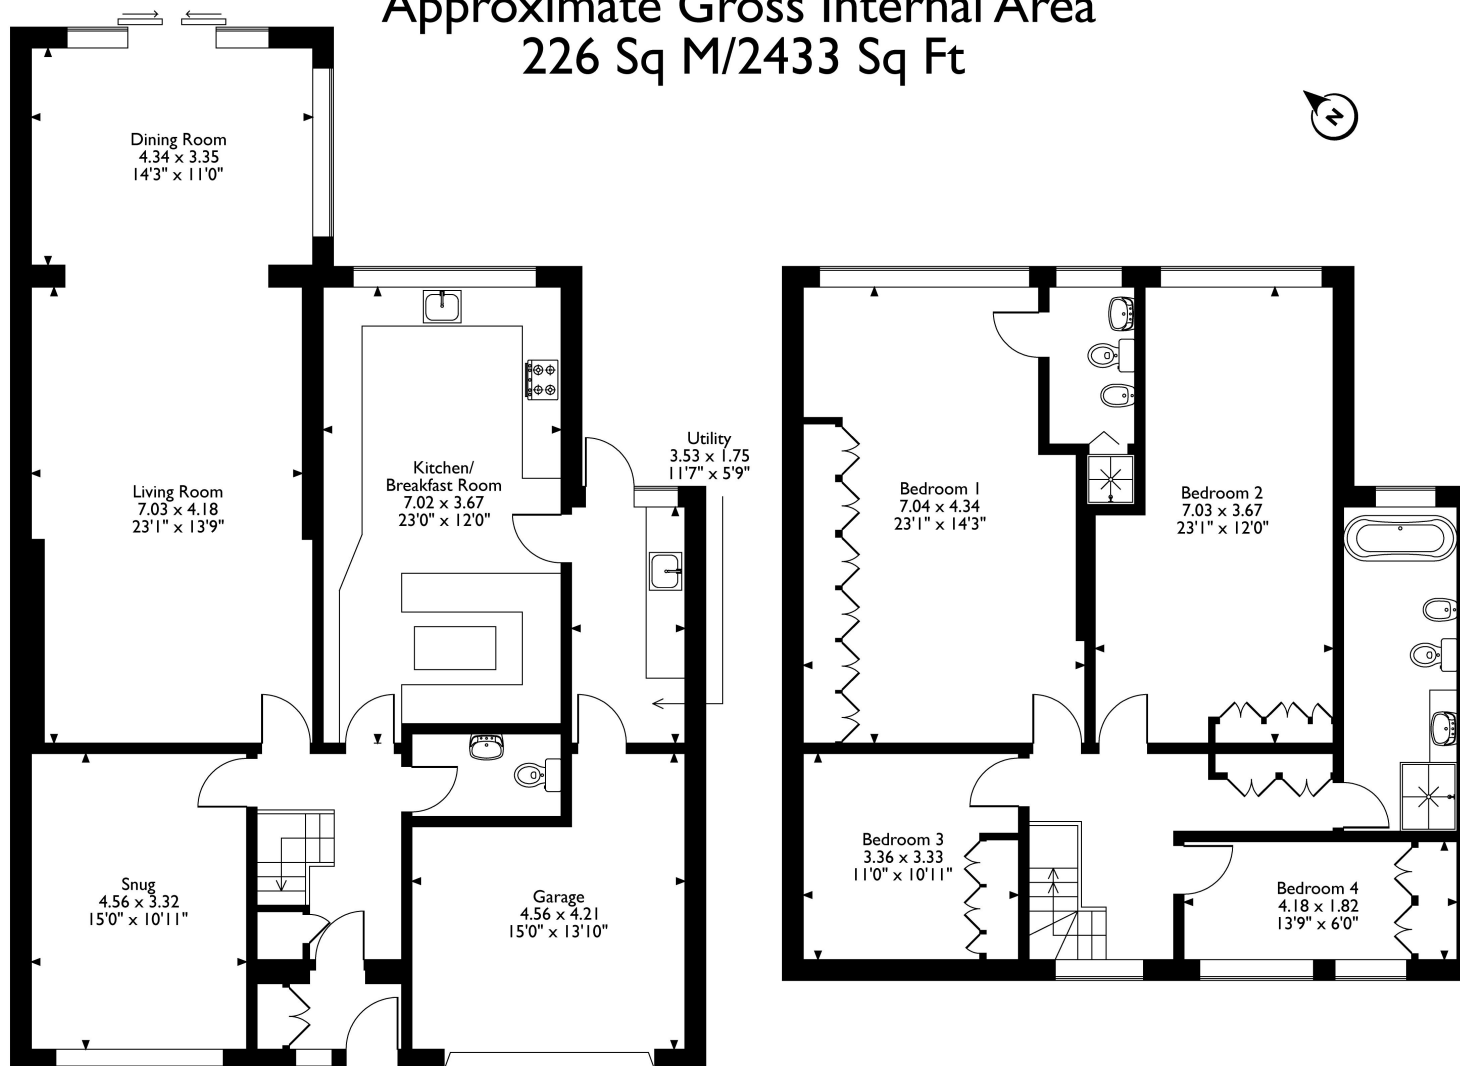 Approximate Gross Internal Area
226 Sq M/2433 Sq Ft
N
Dining Room
4.34 x 3.35
14'3" x 11'0"
Utility
3.53 x 1.75
11'7" x 5'9"
Kitchen/
Breakfast Room
7.02 x 3.67
23'0" x 12'0"
Living Room
7.03 x 4.18
23'1" x 13'9"
Bedroom 1
7.04 x 4.34
23'1" x 14'3"
Bedroom 2
7.03 x 3.67
23'1" x 12'0"
Snug
4.56 x 3.32
15'0" x 10'11"
Garage
4.56 x 4.21
15'0" x 13'10"
Bedroom 3
3.36 x 3.33
11'0" x 10'11"
Bedroom 4
4.18 x 1.82
13'9" x 6'0"